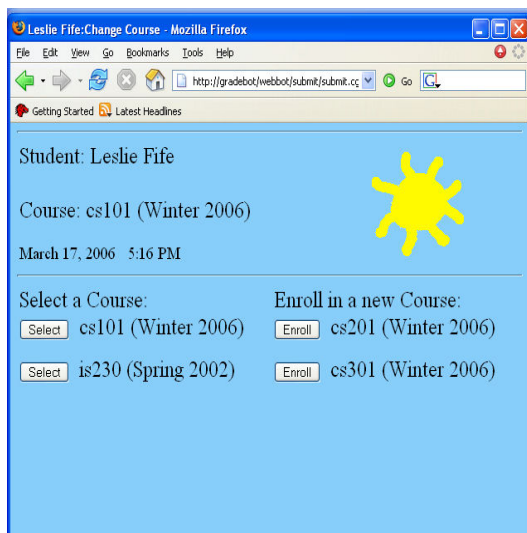 Leslie Fife:Change Course - Mozilla Firefox
File Edit View Go Bookmarks Tools Help
http://gradebot/webbot/submit/submit.cg Go G
Getting Started Latest Headlines
Student: Leslie Fife
Course: cs101 (Winter 2006)
March 17, 2006 5:16 PM
Select a Course: Enroll in a new Course:
Select cs101 (Winter 2006) Enroll cs201 (Winter 2006)
Select is230 (Spring 2002) Enroll cs301 (Winter 2006)